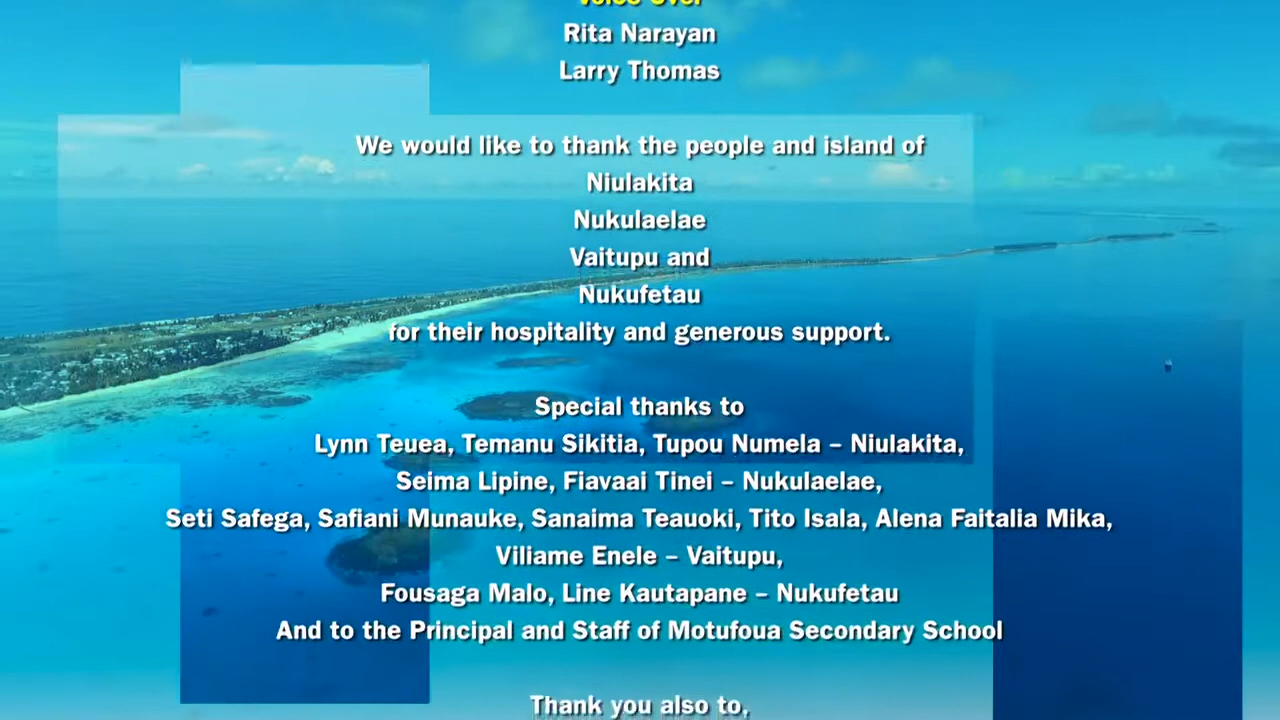 Voice Over
Rita Narayan
Larry Thomas
We would like to thank the people and island of
Niulakita
Nukulaelae
Vaitupu and
Nukufetau
for their hospitality and generous support.
Special thanks to
Lynn Teuea, Temanu Sikitia, Tupou Numela – Niulakita,
Seima Lipine, Fiavaai Tinei – Nukulaelae,
Seti Safega, Safiani Munauke, Sanaima Teauoki, Tito Isala, Alena Faitalia Mika,
Viliame Enele – Vaitupu,
Fousaga Malo, Line Kautapane – Nukufetau
And to the Principal and Staff of Motufoua Secondary School
Thank you also to,